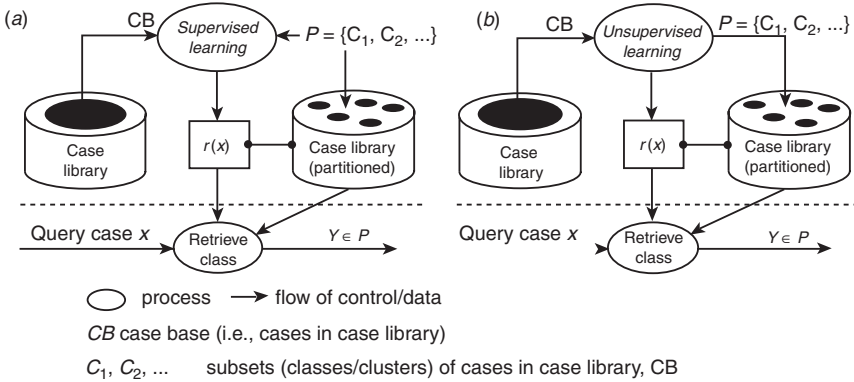 (a)
CB
Supervised
learning
P = {C1, C2, ...}
Case
library
r(x)
Case library
(partitioned)
Query case x
Retrieve
class
Y ∈ P
(b)
CB
Unsupervised
learning
P = {C1, C2, ...}
Case
library
r(x)
Case library
(partitioned)
Query case x
Retrieve
class
Y ∈ P
process
flow of control/data
CB case base (i.e., cases in case library)
C1, C2, ... subsets (classes/clusters) of cases in case library, CB